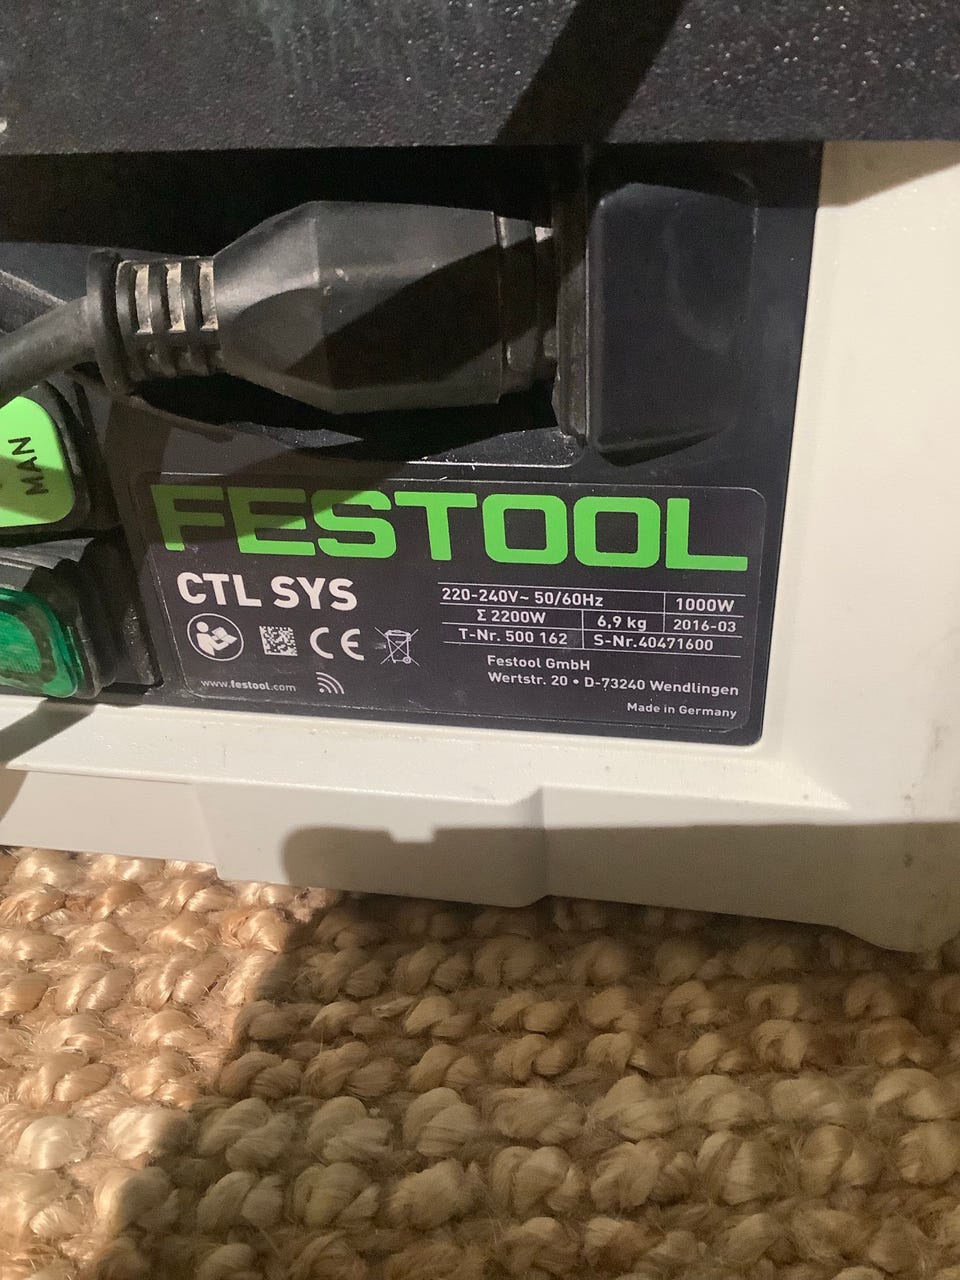 MAN
FESTOOL
CTL SYS
220-240V~ 50/60Hz 1000W
Σ 2200W 6,9 kg 2016-03
T-Nr. 500 162 S-Nr.40471600
CE
Festool GmbH
Wertstr. 20 • D-73240 Wendlingen
www.festool.com
Made in Germany